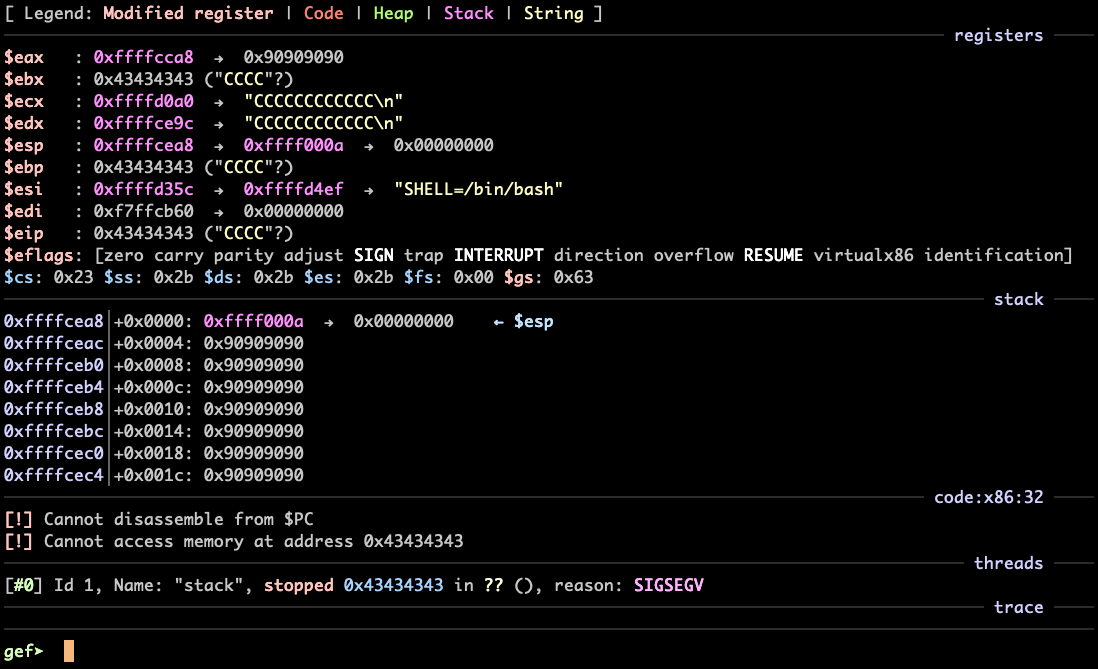 [ Legend: Modified register | Code | Heap | Stack | String ]
registers
$eax   : 0xffffcca8  →  0x90909090
$ebx   : 0x43434343 ("CCCC"?)
$ecx   : 0xffffd0a0  →  "CCCCCCCCCCCC\n"
$edx   : 0xffffce9c  →  "CCCCCCCCCCCC\n"
$esp   : 0xffffcea8  →  0xffff000a  →  0x00000000
$ebp   : 0x43434343 ("CCCC"?)
$esi   : 0xffffd35c  →  0xffffd4ef  →  "SHELL=/bin/bash"
$edi   : 0xf7ffcb60  →  0x00000000
$eip   : 0x43434343 ("CCCC"?)
$eflags: [zero carry parity adjust SIGN trap INTERRUPT direction overflow RESUME virtualx86 identification]
$cs: 0x23 $ss: 0x2b $ds: 0x2b $es: 0x2b $fs: 0x00 $gs: 0x63
stack
0xffffcea8│+0x0000: 0xffff000a  →  0x00000000    ← $esp
0xffffceac│+0x0004: 0x90909090
0xffffceb0│+0x0008: 0x90909090
0xffffceb4│+0x000c: 0x90909090
0xffffceb8│+0x0010: 0x90909090
0xffffcebc│+0x0014: 0x90909090
0xffffcec0│+0x0018: 0x90909090
0xffffcec4│+0x001c: 0x90909090
code:x86:32
[!] Cannot disassemble from $PC
[!] Cannot access memory at address 0x43434343
threads
[#0] Id 1, Name: "stack", stopped 0x43434343 in ?? (), reason: SIGSEGV
trace
gef➤